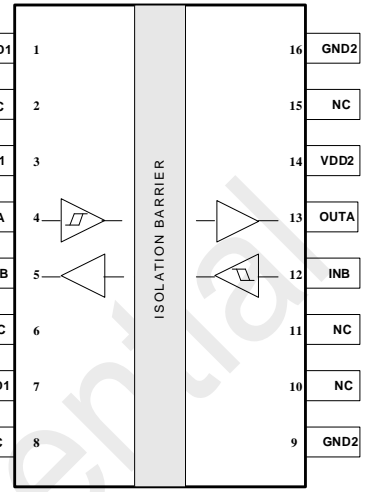 1 16 GND2
2 15 NC
3 14 VDD2
4 13 OUTA
5 12 INB
6 11 NC
7 10 NC
8 9 GND2
ISOLATION BARRIER